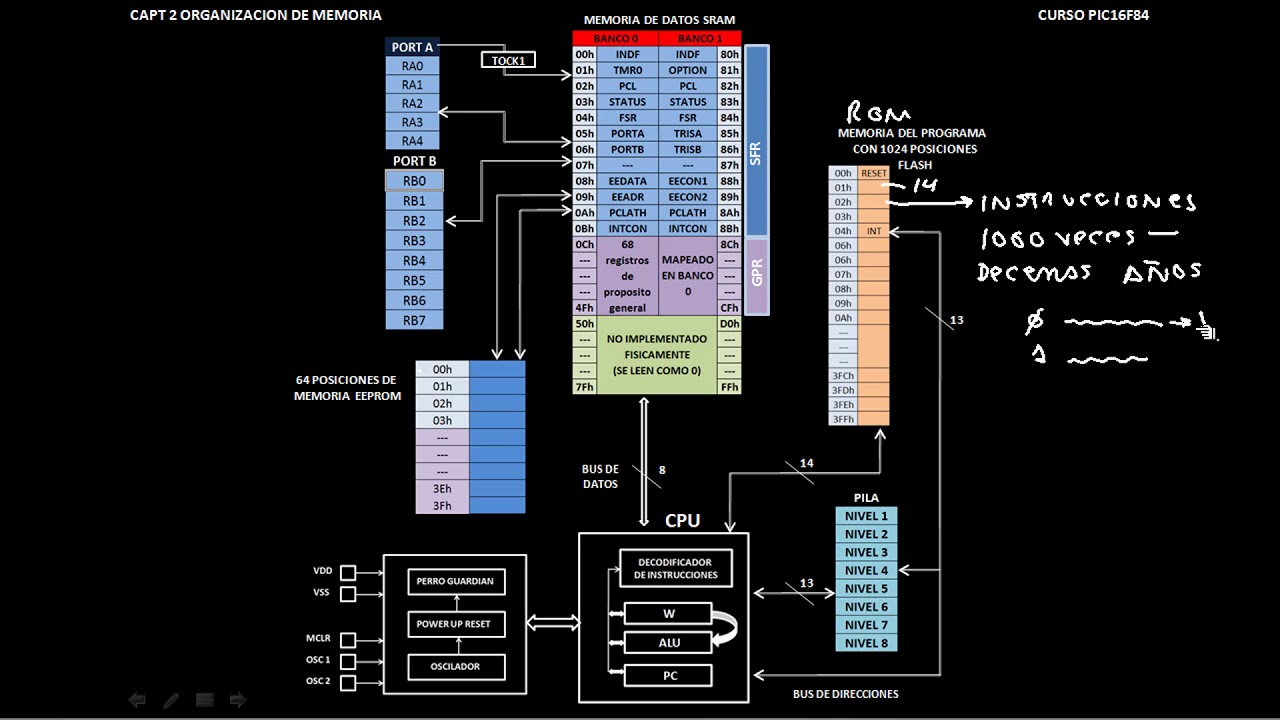 CAPT 2 ORGANIZACION DE MEMORIA
CURSO PIC16F84
MEMORIA DE DATOS SRAM
BANCO 0 BANCO 1
00h INDF INDF 80h
01h TMR0 OPTION 81h
02h PCL PCL 82h
03h STATUS STATUS 83h
04h FSR FSR 84h
05h PORTA TRISA 85h
06h PORTB TRISB 86h
07h --- --- 87h
08h EEDATA EECON1 88h
09h EEADR EECON2 89h
0Ah PCLATH PCLATH 8Ah
0Bh INTCON INTCON 8Bh
0Ch 68 8Ch
--- registros MAPEADO ---
--- de EN BANCO ---
--- proposito 0 ---
4Fh general CFh
50h D0h
--- NO IMPLEMENTADO ---
--- FISICAMENTE ---
--- (SE LEEN COMO 0) ---
7Fh FFh
SFR
GPR
PORT A
RA0
RA1
RA2
RA3
RA4
TOCK1
PORT B
RB0
RB1
RB2
RB3
RB4
RB5
RB6
RB7
64 POSICIONES DE
MEMORIA EEPROM
00h
01h
02h
03h
---
---
---
3Eh
3Fh
ROM
MEMORIA DEL PROGRAMA
CON 1024 POSICIONES
FLASH
00h RESET
01h
02h
03h
04h INT
06h
06h
07h
08h
09h
0Ah
---
---
---
3FCh
3FDh
3FEh
3FFh
14
INSTRUCCIONES
1000 veces
Decenas AÑOS
0
1
13
BUS DE
DATOS
8
14
PILA
NIVEL 1
NIVEL 2
NIVEL 3
NIVEL 4
NIVEL 5
NIVEL 6
NIVEL 7
NIVEL 8
13
CPU
DECODIFICADOR
DE INSTRUCCIONES
W
ALU
PC
BUS DE DIRECCIONES
VDD
VSS
MCLR
OSC 1
OSC 2
PERRO GUARDIAN
POWER UP RESET
OSCILADOR